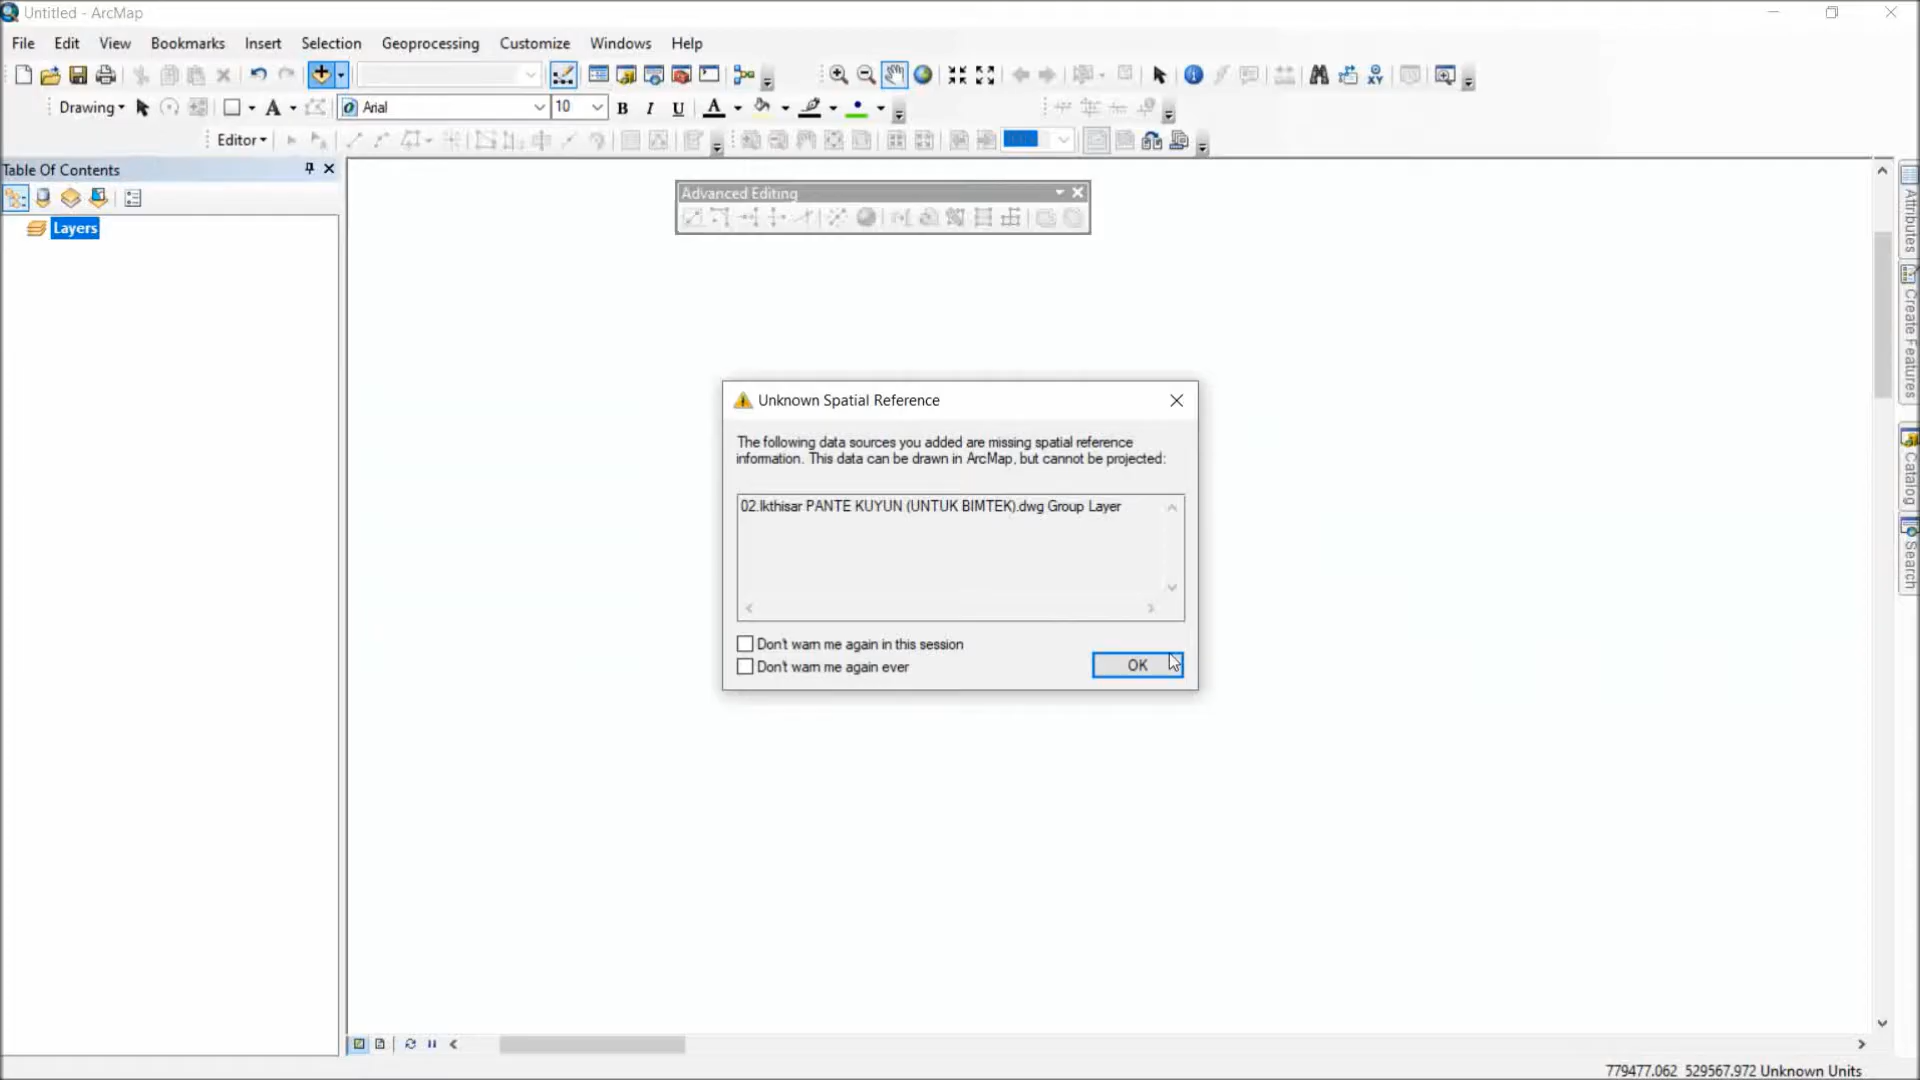 Untitled - ArcMap
File Edit View Bookmarks Insert Selection Geoprocessing Customize Windows Help
Drawing Arial 10 B I U A
Editor
Table Of Contents
Layers
Advanced Editing
Unknown Spatial Reference
The following data sources you added are missing spatial reference
information. This data can be drawn in ArcMap, but cannot be projected:
02.Ikthisar PANTE KUYUN (UNTUK BIMTEK).dwg Group Layer
Don't warn me again in this session
Don't warn me again ever
OK
Attributes
Create Features
Catalog
Search
779477.062 529567.972 Unknown Units